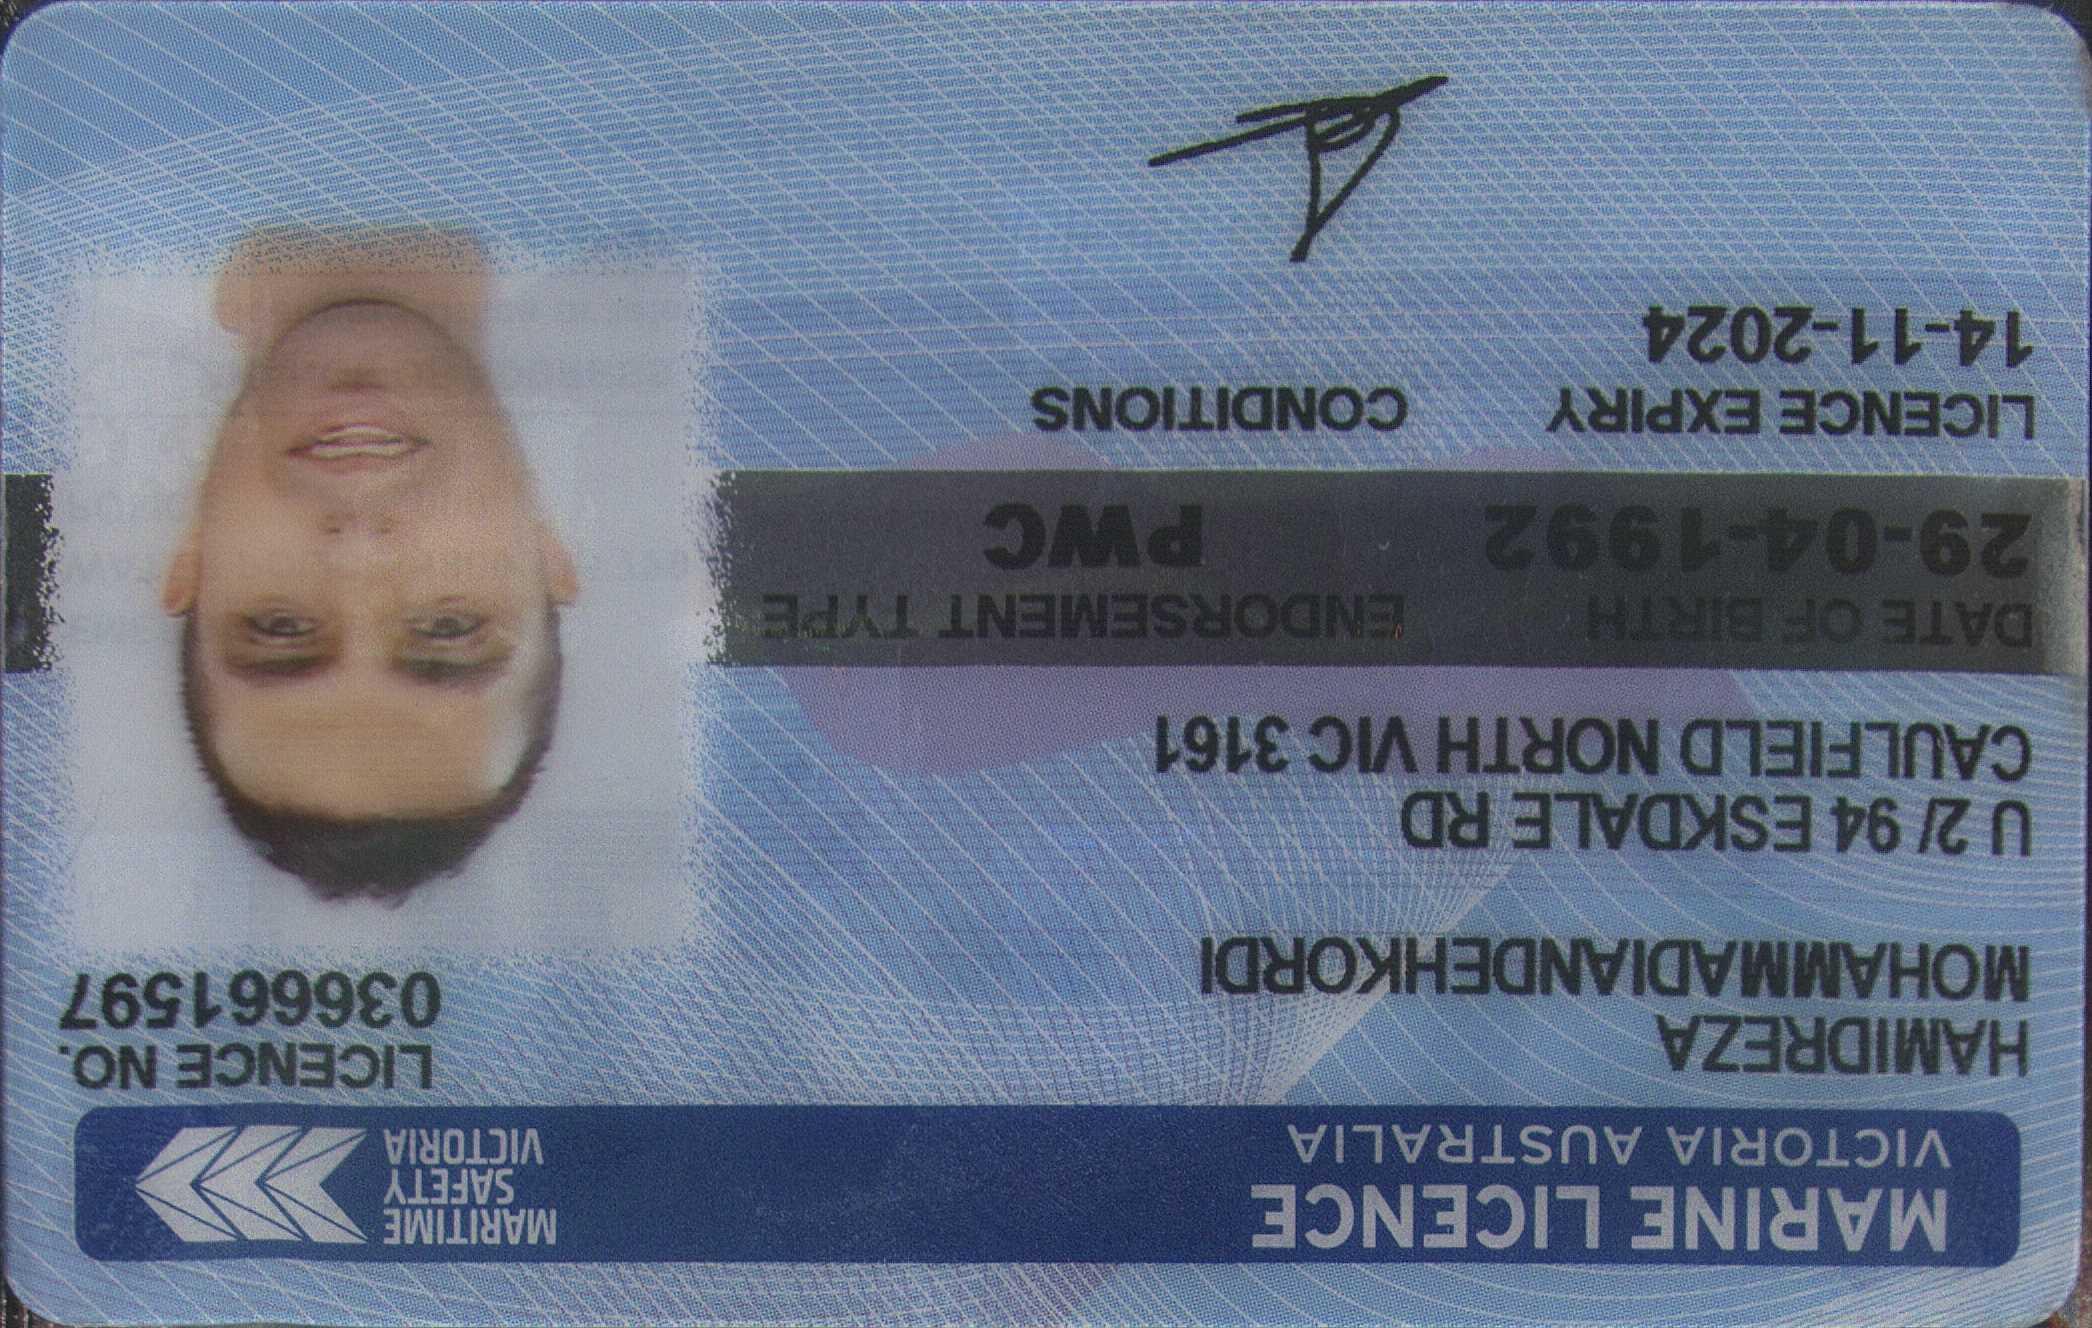 MARINE LICENCE
VICTORIA AUSTRALIA
MARITIME
SAFETY
VICTORIA
HAMIDREZA
MOHAMMADIANDEHKORDI
LICENCE NO.
036661597
U 2/ 94 ESKDALE RD
CAULFIELD NORTH VIC 3161
DATE OF BIRTH ENDORSEMENT TYPE
29-04-1992 PWC
LICENCE EXPIRY CONDITIONS
14-11-2024